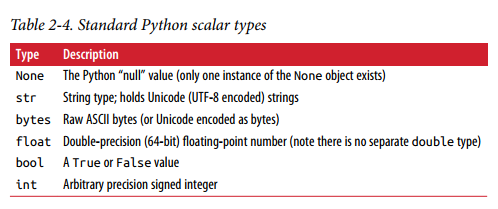 Table 2-4. Standard Python scalar types
Type Description
None The Python “null” value (only one instance of the None object exists)
str String type; holds Unicode (UTF-8 encoded) strings
bytes Raw ASCII bytes (or Unicode encoded as bytes)
float Double-precision (64-bit) floating-point number (note there is no separate double type)
bool A True or False value
int Arbitrary precision signed integer